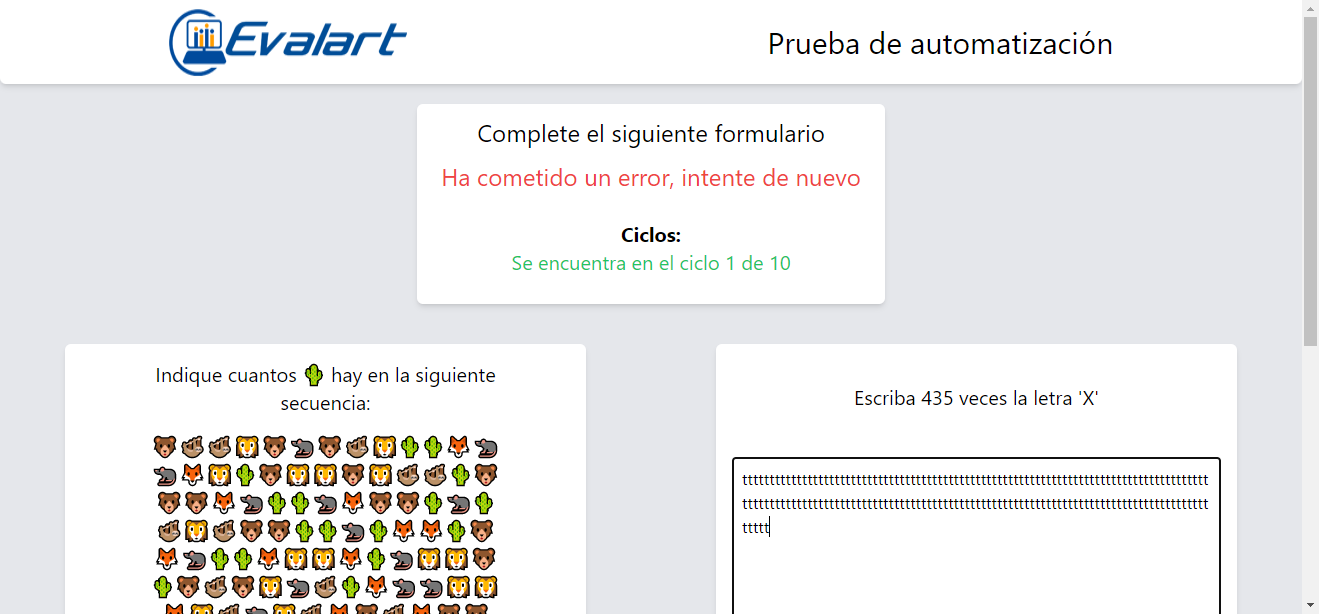 Evalart
Prueba de automatización
Complete el siguiente formulario
Ha cometido un error, intente de nuevo
Ciclos:
Se encuentra en el ciclo 1 de 10
Indique cuantos 🌵 hay en la siguiente
secuencia:
Escriba 435 veces la letra 'X'
ttttt